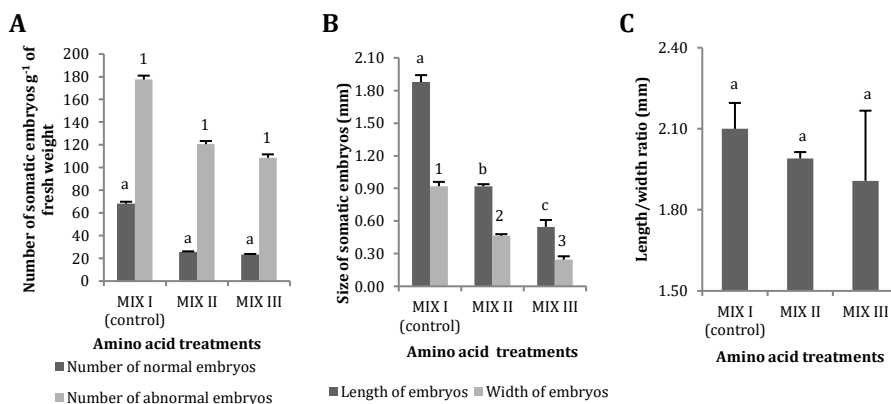 A
Number of somatic embryos g-1 of
fresh weight
200
180
160
140
120
100
80
60
40
20
0
a
1
a
1
a
1
MIX I
(control)
MIX II
MIX III
Amino acid treatments
Number of normal embryos
Number of abnormal embryos
B
Size of somatic embryos (mm)
2.10
1.80
1.50
1.20
0.90
0.60
0.30
0.00
a
1
b
2
c
3
MIX I
(control)
MIX II
MIX III
Amino acid treatments
Length of embryos
Width of embryos
C
Length/width ratio (mm)
2.40
2.10
1.80
1.50
a
a
a
MIX I
(control)
MIX II
MIX III
Amino acid treatments